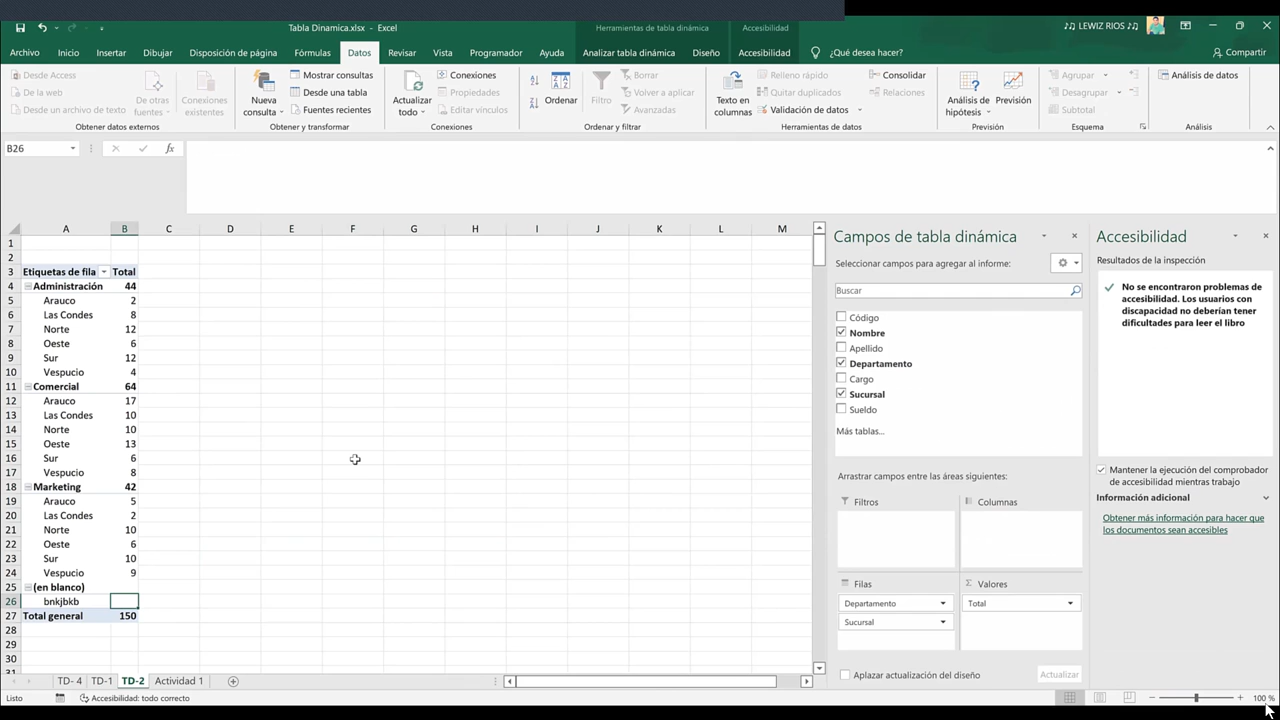 Tabla Dinamica.xlsx - Excel
Herramientas de tabla dinámica
Accesibilidad
♫ LEWIZ RIOS ♫
Archivo
Inicio
Insertar
Dibujar
Disposición de página
Fórmulas
Datos
Revisar
Vista
Programador
Ayuda
Analizar tabla dinámica
Diseño
Accesibilidad
¿Qué desea hacer?
Compartir
Desde Access
De la web
Desde un archivo de texto
De otras fuentes
Conexiones existentes
Obtener datos externos
Nueva consulta
Mostrar consultas
Desde una tabla
Fuentes recientes
Obtener y transformar
Actualizar todo
Conexiones
Propiedades
Editar vínculos
Conexiones
Ordenar
Filtro
Borrar
Volver a aplicar
Avanzadas
Ordenar y filtrar
Texto en columnas
Relleno rápido
Quitar duplicados
Validación de datos
Consolidar
Relaciones
Herramientas de datos
Análisis de hipótesis
Previsión
Previsión
Agrupar
Desagrupar
Subtotal
Esquema
Análisis de datos
Análisis
B26
fx
A B C D E F G H I J K L M
1
2
3 Etiquetas de fila Total
4 Administración 44
5 Arauco 2
6 Las Condes 8
7 Norte 12
8 Oeste 6
9 Sur 12
10 Vespucio 4
11 Comercial 64
12 Arauco 17
13 Las Condes 10
14 Norte 10
15 Oeste 13
16 Sur 6
17 Vespucio 8
18 Marketing 42
19 Arauco 5
20 Las Condes 2
21 Norte 10
22 Oeste 6
23 Sur 10
24 Vespucio 9
25 (en blanco)
26 bnkjbkb
27 Total general 150
28
29
30
31
Campos de tabla dinámica
Seleccionar campos para agregar al informe:
Buscar
Código
Nombre
Apellido
Departamento
Cargo
Sucursal
Sueldo
Más tablas...
Arrastrar campos entre las áreas siguientes:
Filtros
Columnas
Filas
Σ Valores
Departamento
Total
Sucursal
Aplazar actualización del diseño
Actualizar
Accesibilidad
Resultados de la inspección
No se encontraron problemas de
accesibilidad. Los usuarios con
discapacidad no deberían tener
dificultades para leer el libro
Mantener la ejecución del comprobador
de accesibilidad mientras trabajo
Información adicional
Obtener más información para hacer que
los documentos sean accesibles
TD- 4
TD-1
TD-2
Actividad 1
Listo
Accesibilidad: todo correcto
100 %